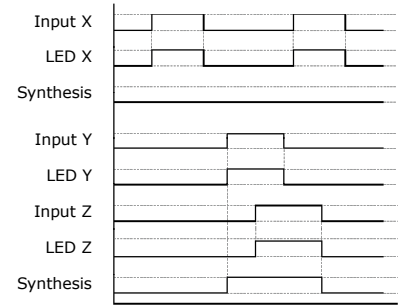 Input X
LED X
Synthesis
Input Y
LED Y
Input Z
LED Z
Synthesis